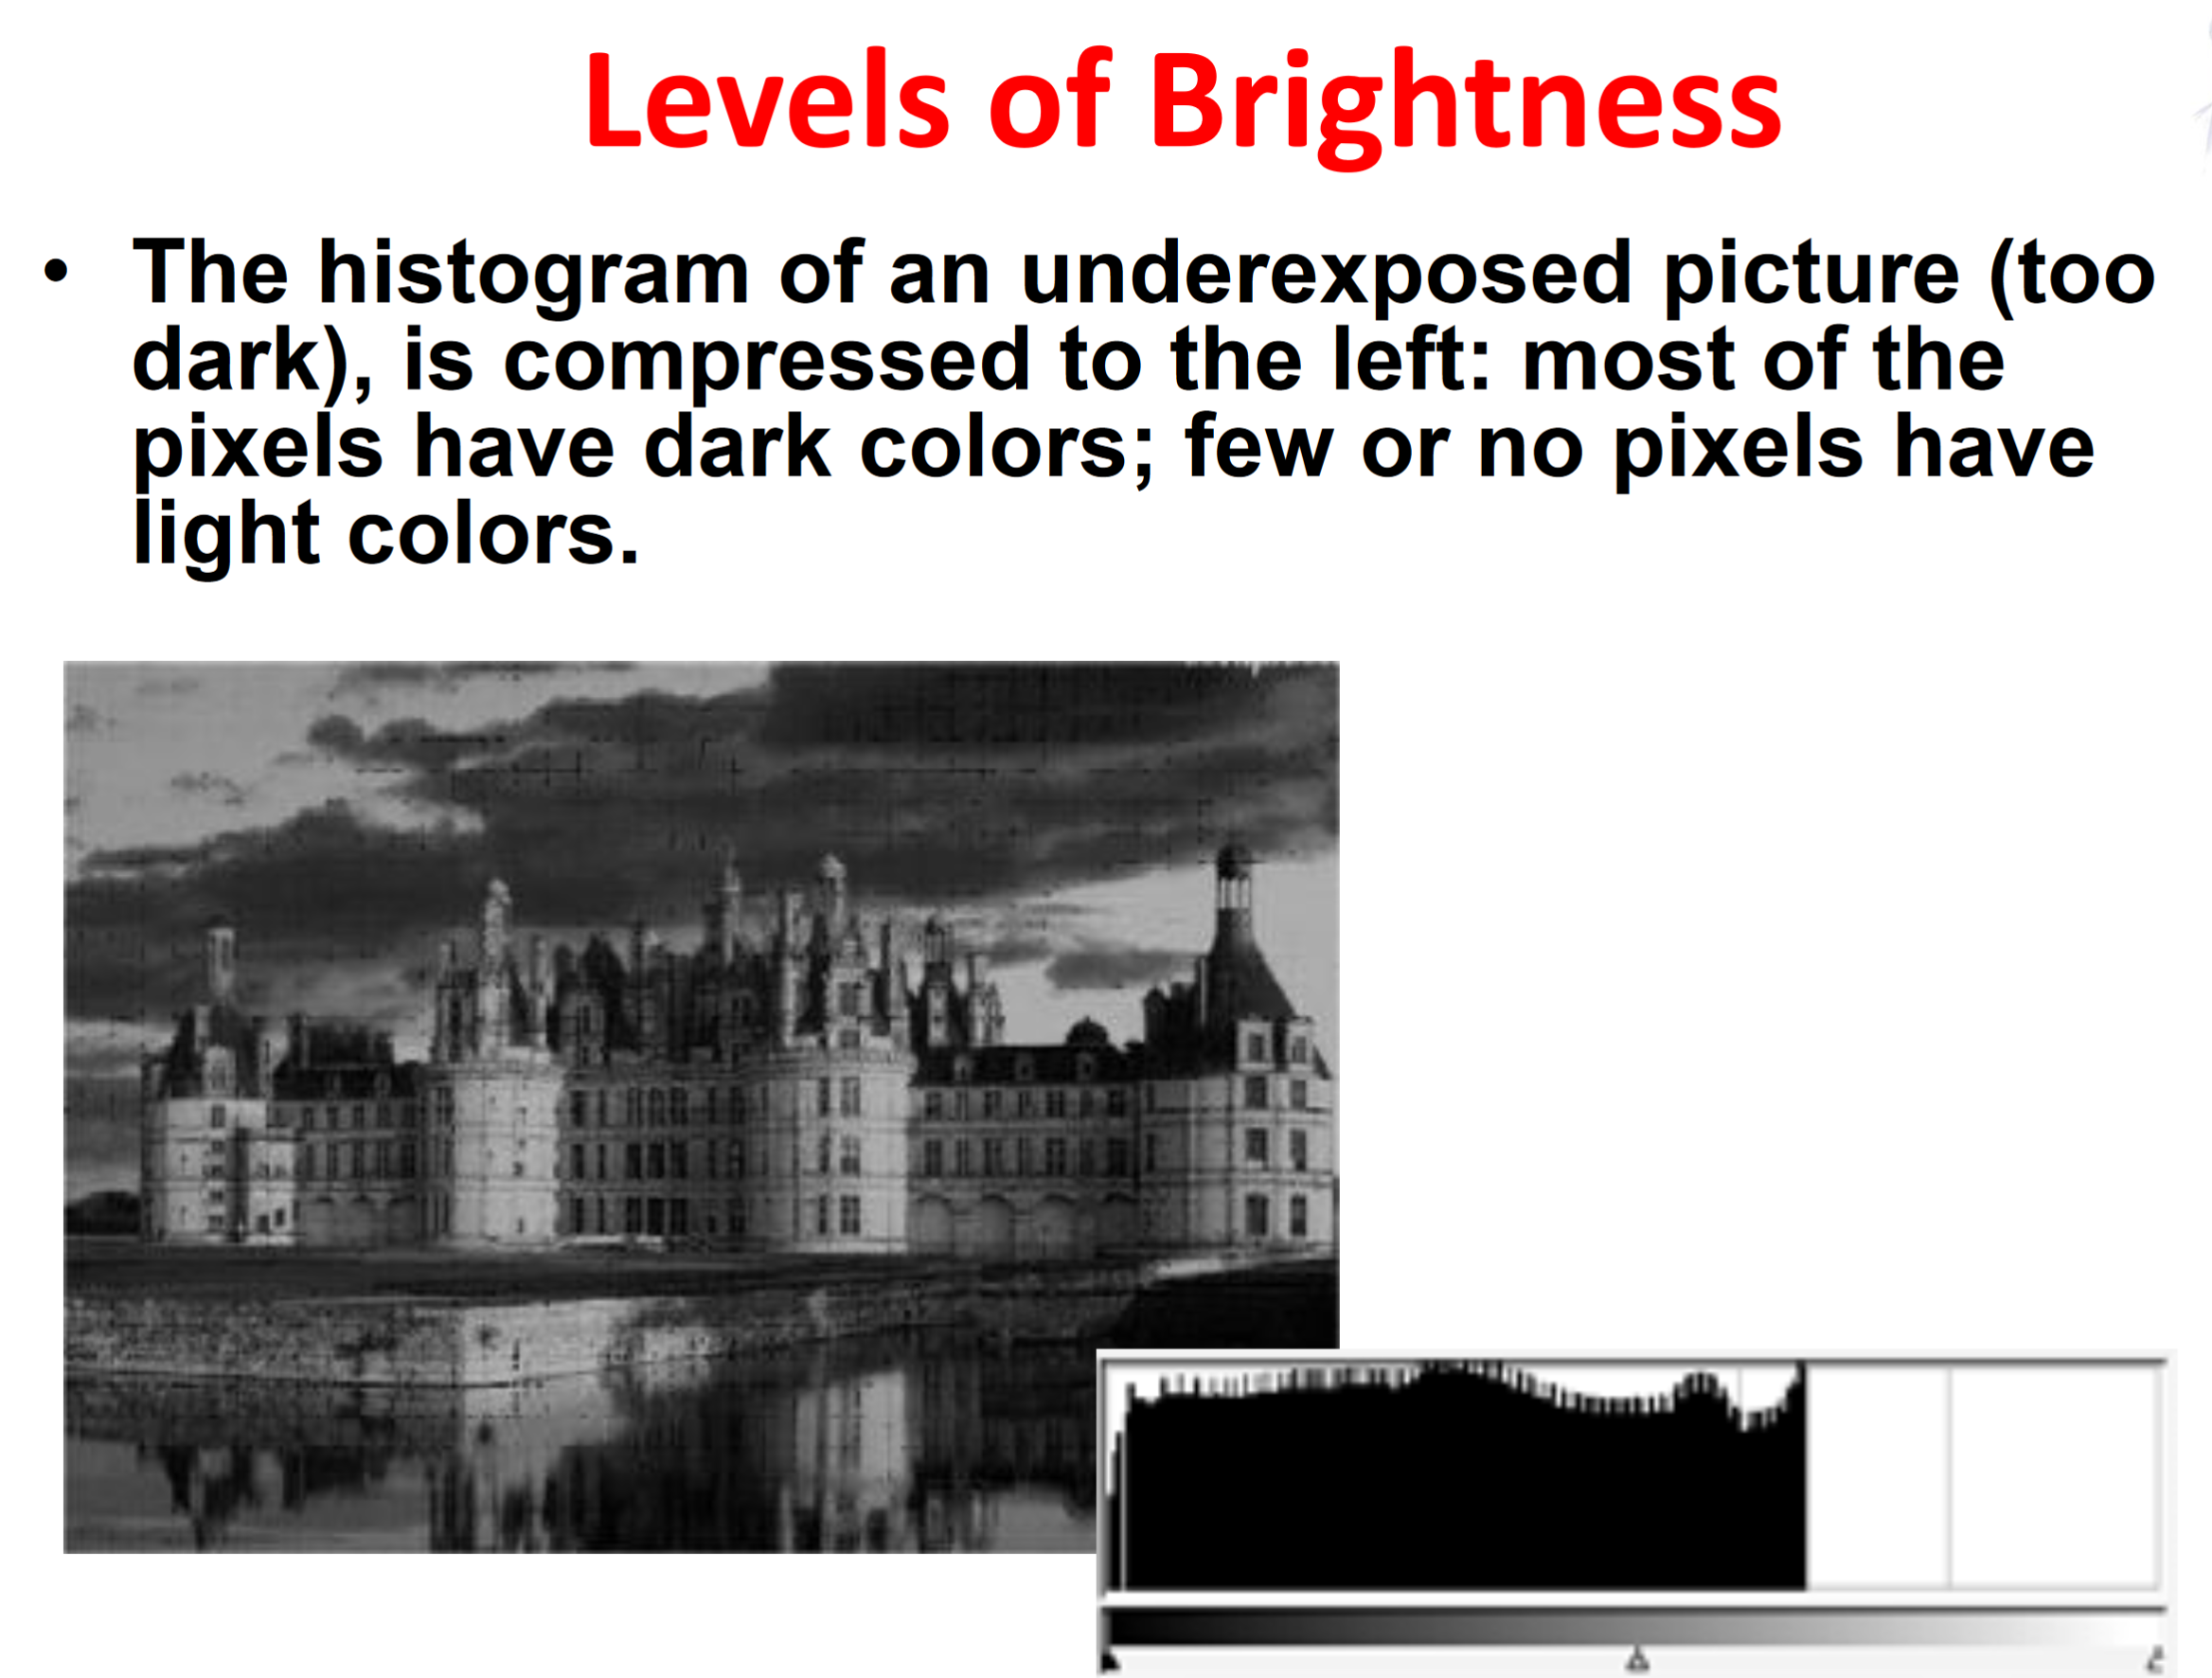 Levels of Brightness
• The histogram of an underexposed picture (too
dark), is compressed to the left: most of the
pixels have dark colors; few or no pixels have
light colors.